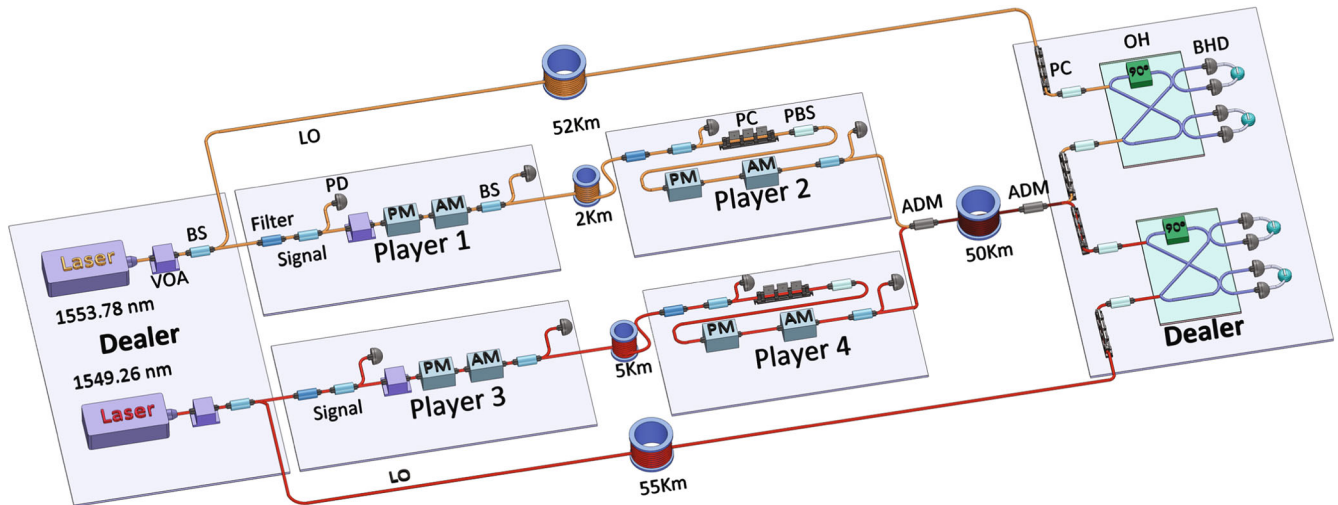 LO
52Km
PC
OH
90°
BHD
PC
PBS
PM
AM
Player 2
2Km
PD
Filter
Signal
PM
AM
BS
Player 1
BS
Laser
VOA
1553.78 nm
Dealer
1549.26 nm
Laser
ADM
50Km
ADM
90°
Dealer
PM
AM
Player 4
5Km
PM
AM
Signal
Player 3
LO
55Km